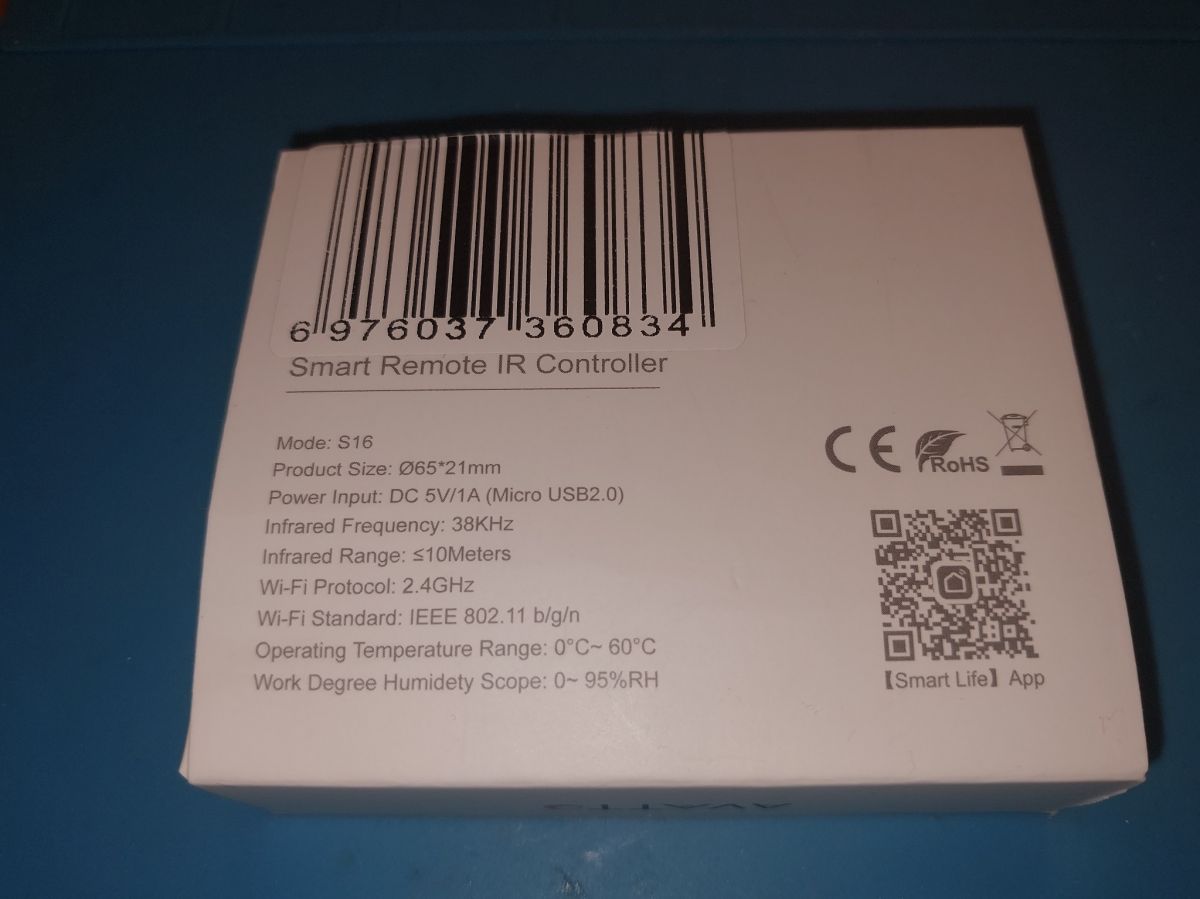 6 976037 360834
Smart Remote IR Controller
Mode: S16
Product Size: Ø65*21mm
Power Input: DC 5V/1A (Micro USB2.0)
Infrared Frequency: 38KHz
Infrared Range: ≤10Meters
Wi-Fi Protocol: 2.4GHz
Wi-Fi Standard: IEEE 802.11 b/g/n
Operating Temperature Range: 0°C~ 60°C
Work Degree Humidety Scope: 0~ 95%RH
CE RoHS
【Smart Life】 App